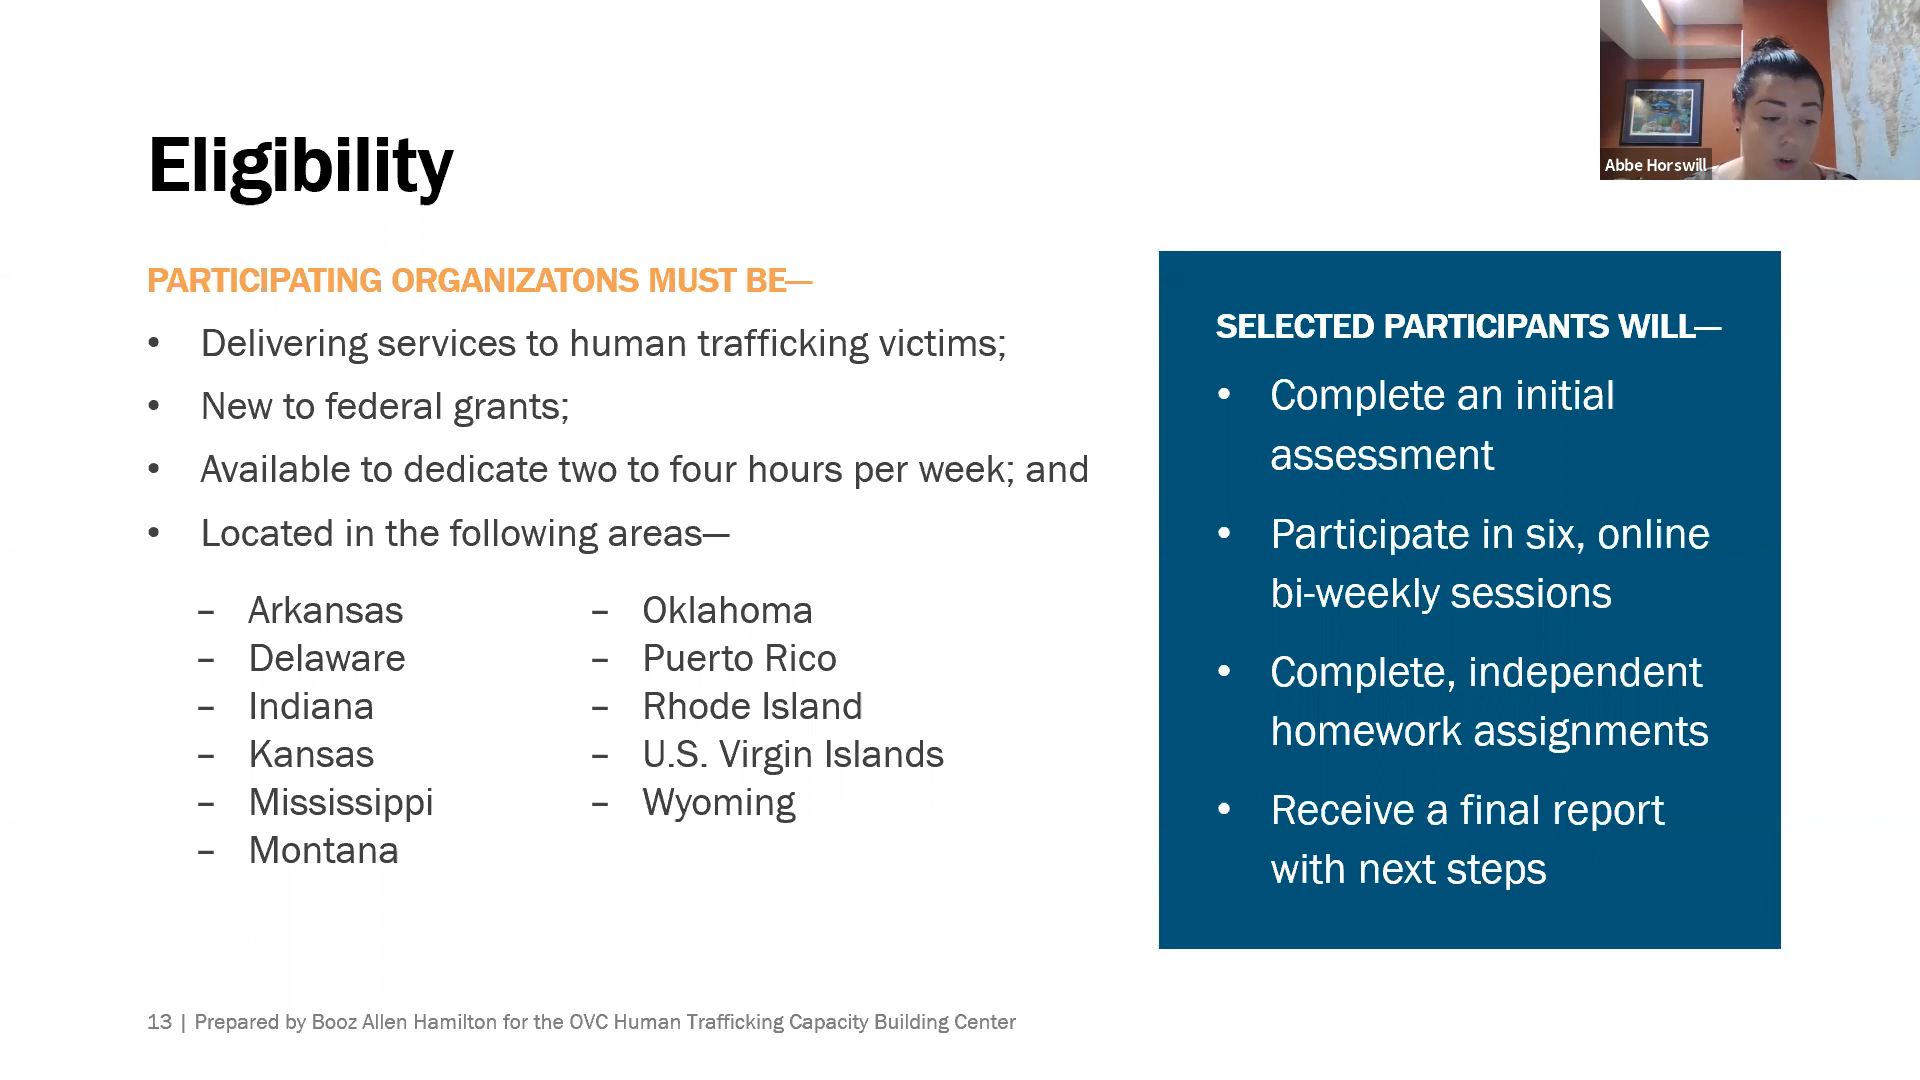 Eligibility
PARTICIPATING ORGANIZATONS MUST BE—
• Delivering services to human trafficking victims;
• New to federal grants;
• Available to dedicate two to four hours per week; and
• Located in the following areas—
– Arkansas
– Delaware
– Indiana
– Kansas
– Mississippi
– Montana
– Oklahoma
– Puerto Rico
– Rhode Island
– U.S. Virgin Islands
– Wyoming
SELECTED PARTICIPANTS WILL—
• Complete an initial
assessment
• Participate in six, online
bi-weekly sessions
• Complete, independent
homework assignments
• Receive a final report
with next steps
13 | Prepared by Booz Allen Hamilton for the OVC Human Trafficking Capacity Building Center
Abbe Horswill